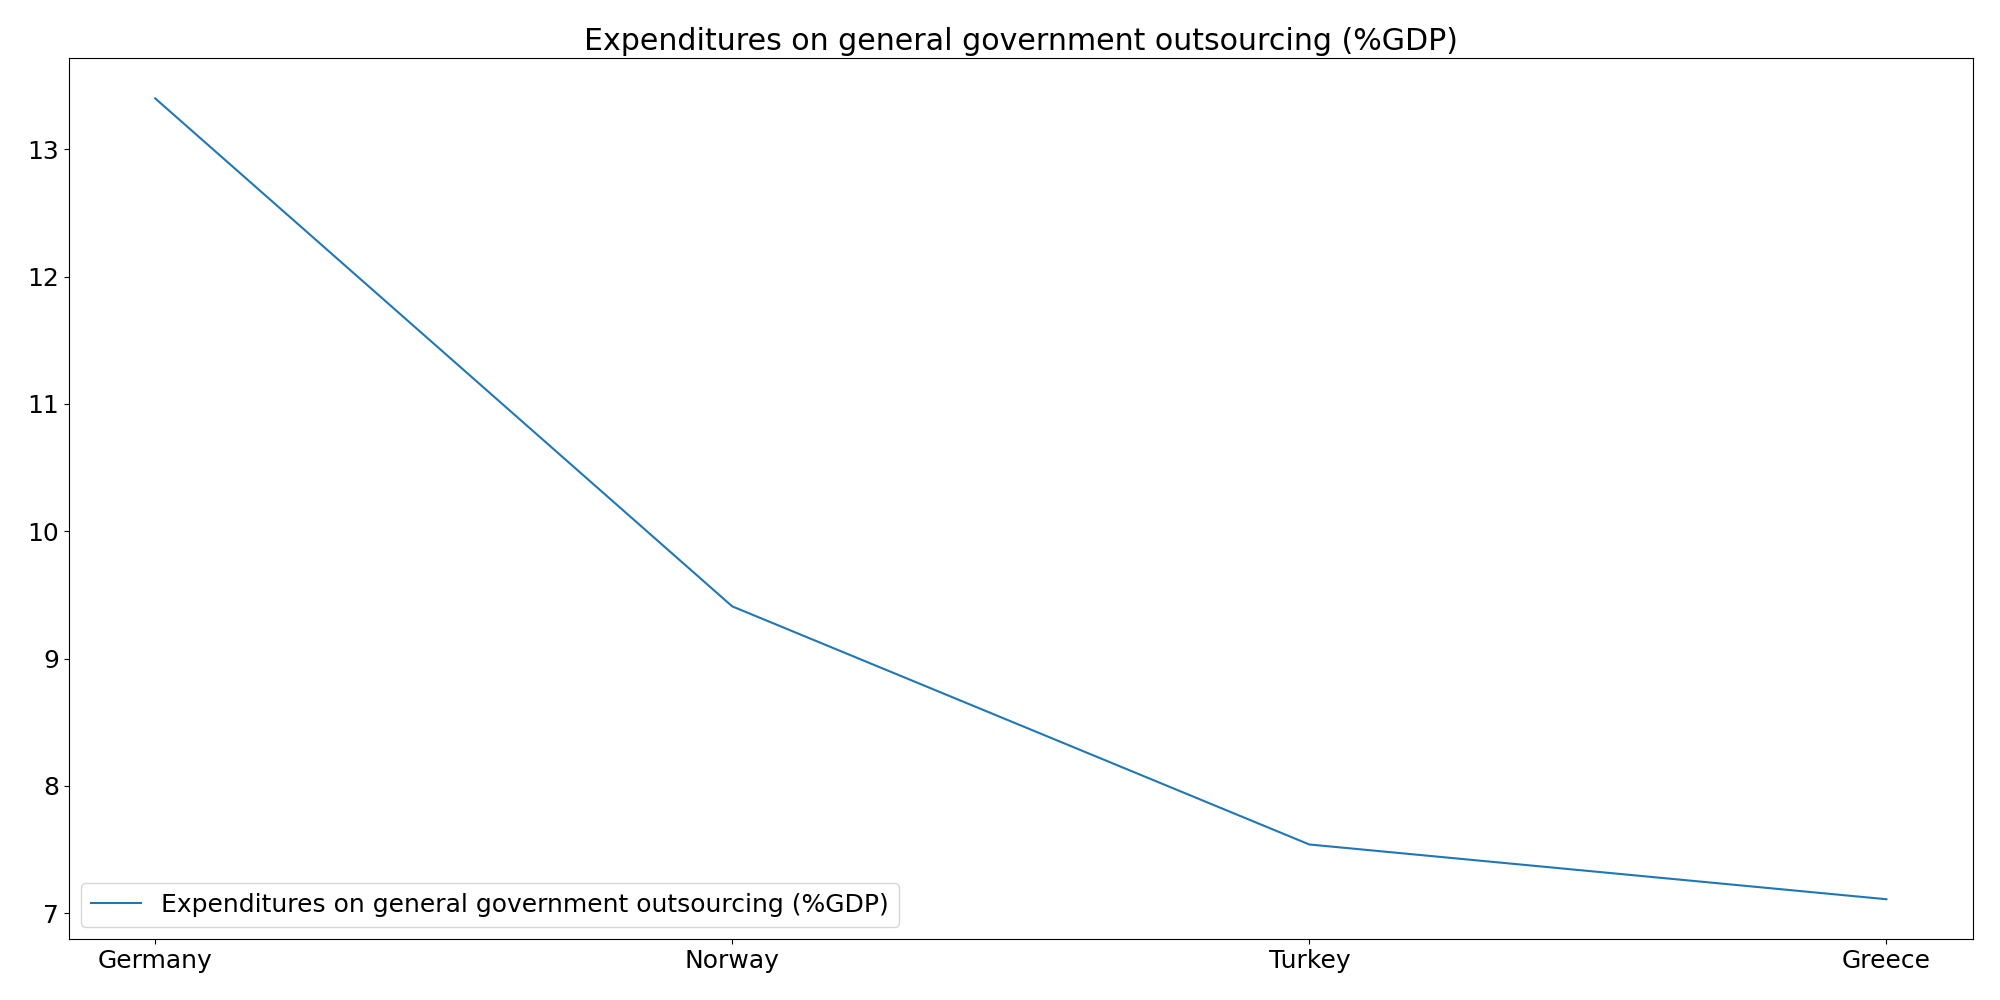 Expenditures on general government outsourcing (%GDP)
13
12
11
10
9
8
7
Expenditures on general government outsourcing (%GDP)
Germany Norway Turkey Greece